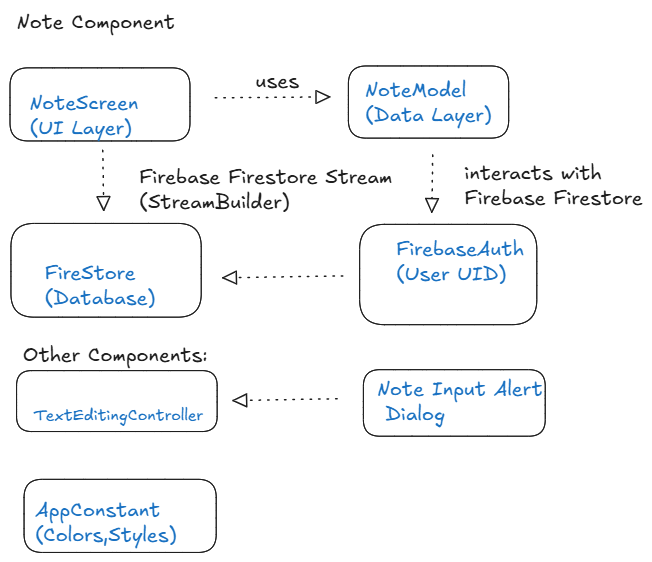 Note Component
NoteScreen
(UI Layer)
uses
NoteModel
(Data Layer)
Firebase Firestore Stream
(StreamBuilder)
interacts with
Firebase Firestore
FireStore
(Database)
FirebaseAuth
(User UID)
Other Components:
TextEditingController
Note Input Alert
Dialog
AppConstant
(Colors,Styles)